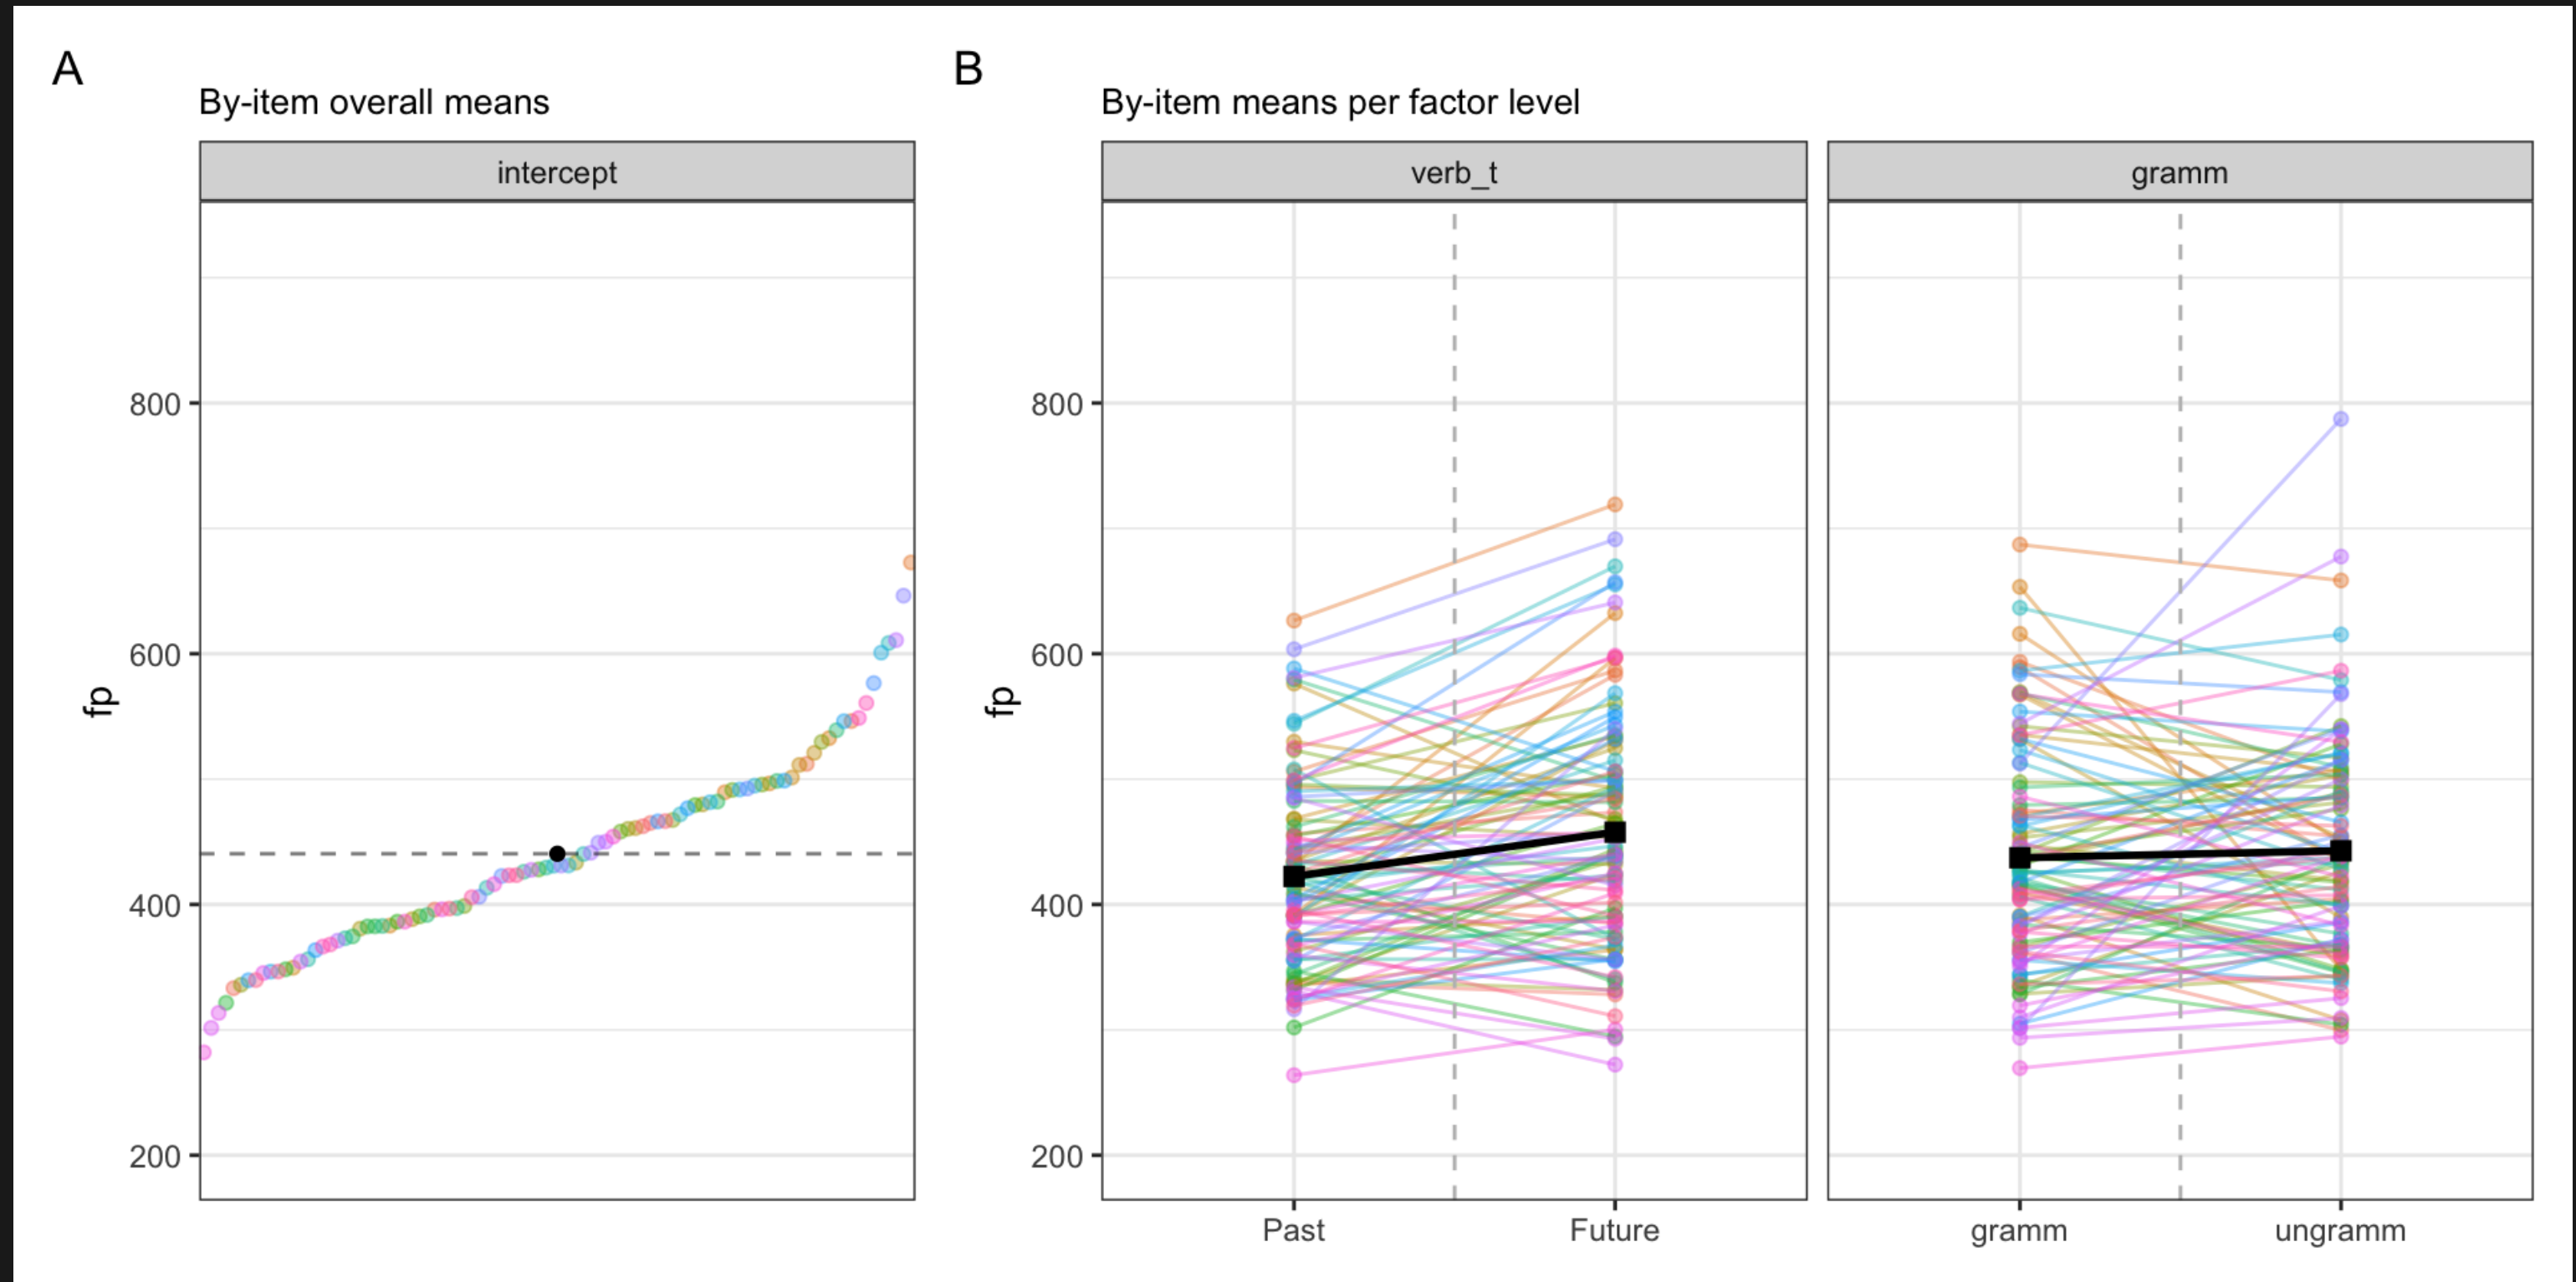 A
By-item overall means
intercept
fp
800
600
400
200
B
By-item means per factor level
verb_t
gramm
fp
800
600
400
200
Past
Future
gramm
ungramm